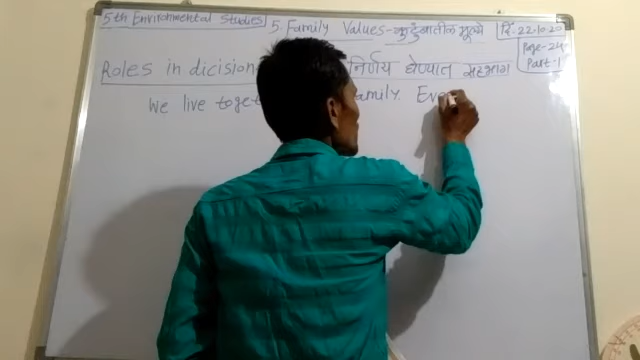 5th Environmental Studies
5. Family Values - कुटुंबातील मूल्ये
दि. 22.10.20
Page-24
Part-1
Roles in dicision निर्णय घेण्यात सहभाग
We live toge amily. Eve